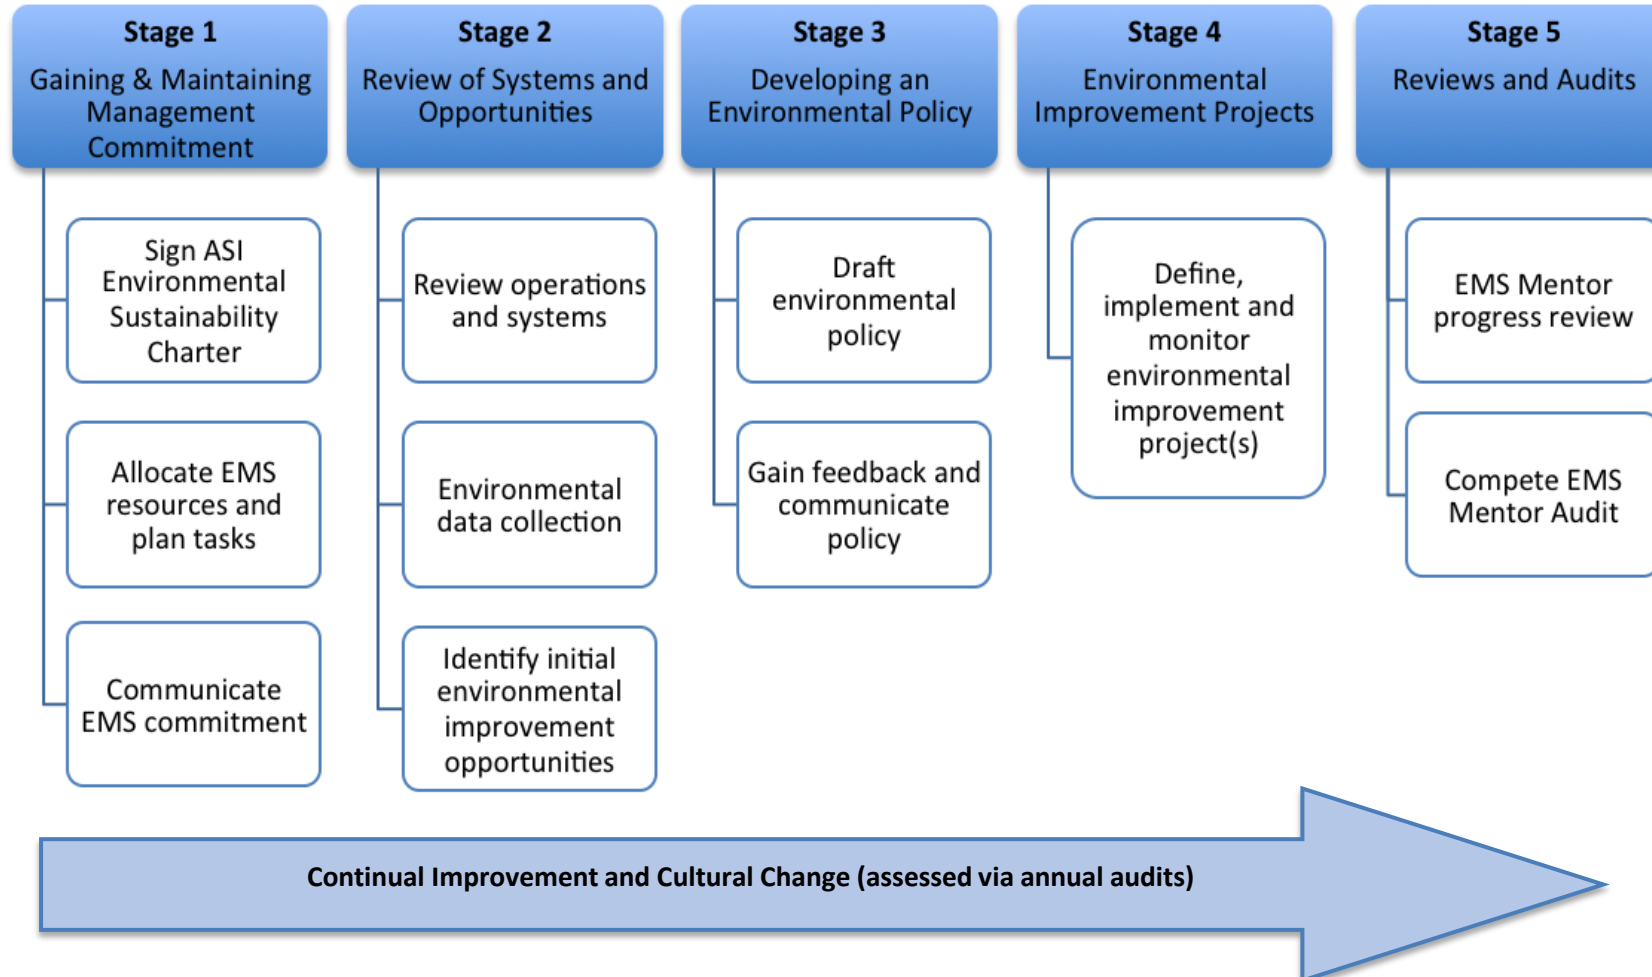 Stage 1
Gaining & Maintaining
Management
Commitment
Sign ASI
Environmental
Sustainability
Charter
Allocate EMS
resources and
plan tasks
Communicate
EMS commitment
Stage 2
Review of Systems and
Opportunities
Review operations
and systems
Environmental
data collection
Identify initial
environmental
improvement
opportunities
Stage 3
Developing an
Environmental Policy
Draft
environmental
policy
Gain feedback and
communicate
policy
Stage 4
Environmental
Improvement Projects
Define,
implement and
monitor
environmental
improvement
project(s)
Stage 5
Reviews and Audits
EMS Mentor
progress review
Compete EMS
Mentor Audit
Continual Improvement and Cultural Change (assessed via annual audits)